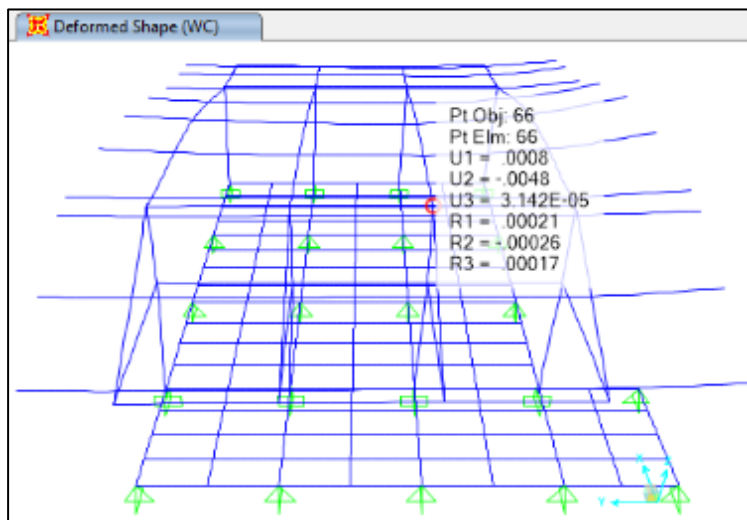 Deformed Shape (WC)
Pt Obj: 66
Pt Elm: 66
U1 = .0008
U2 = -.0048
U3 = 3.142E-05
R1 = .00021
R2 = -.00026
R3 = .00017
Y